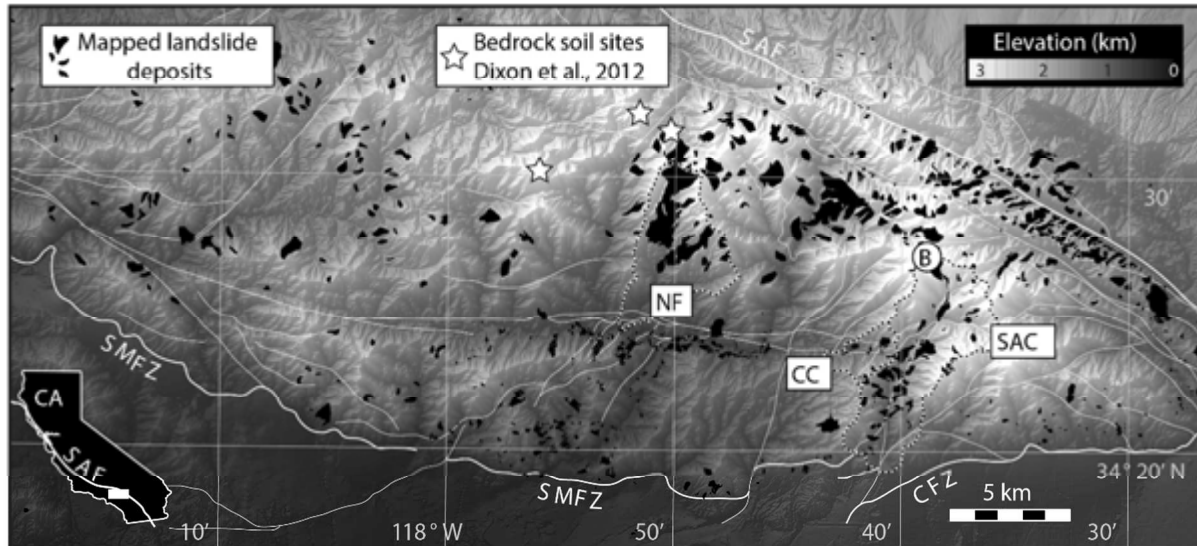 Mapped landslide
deposits
Bedrock soil sites
Dixon et al., 2012
SAF
Elevation (km)
3 2 1 0
30′
B
NF
SAC
SMFZ
CC
CA
SAF
34° 20′ N
SMFZ
CFZ
5 km
10′ 118° W 50′ 40′ 30′